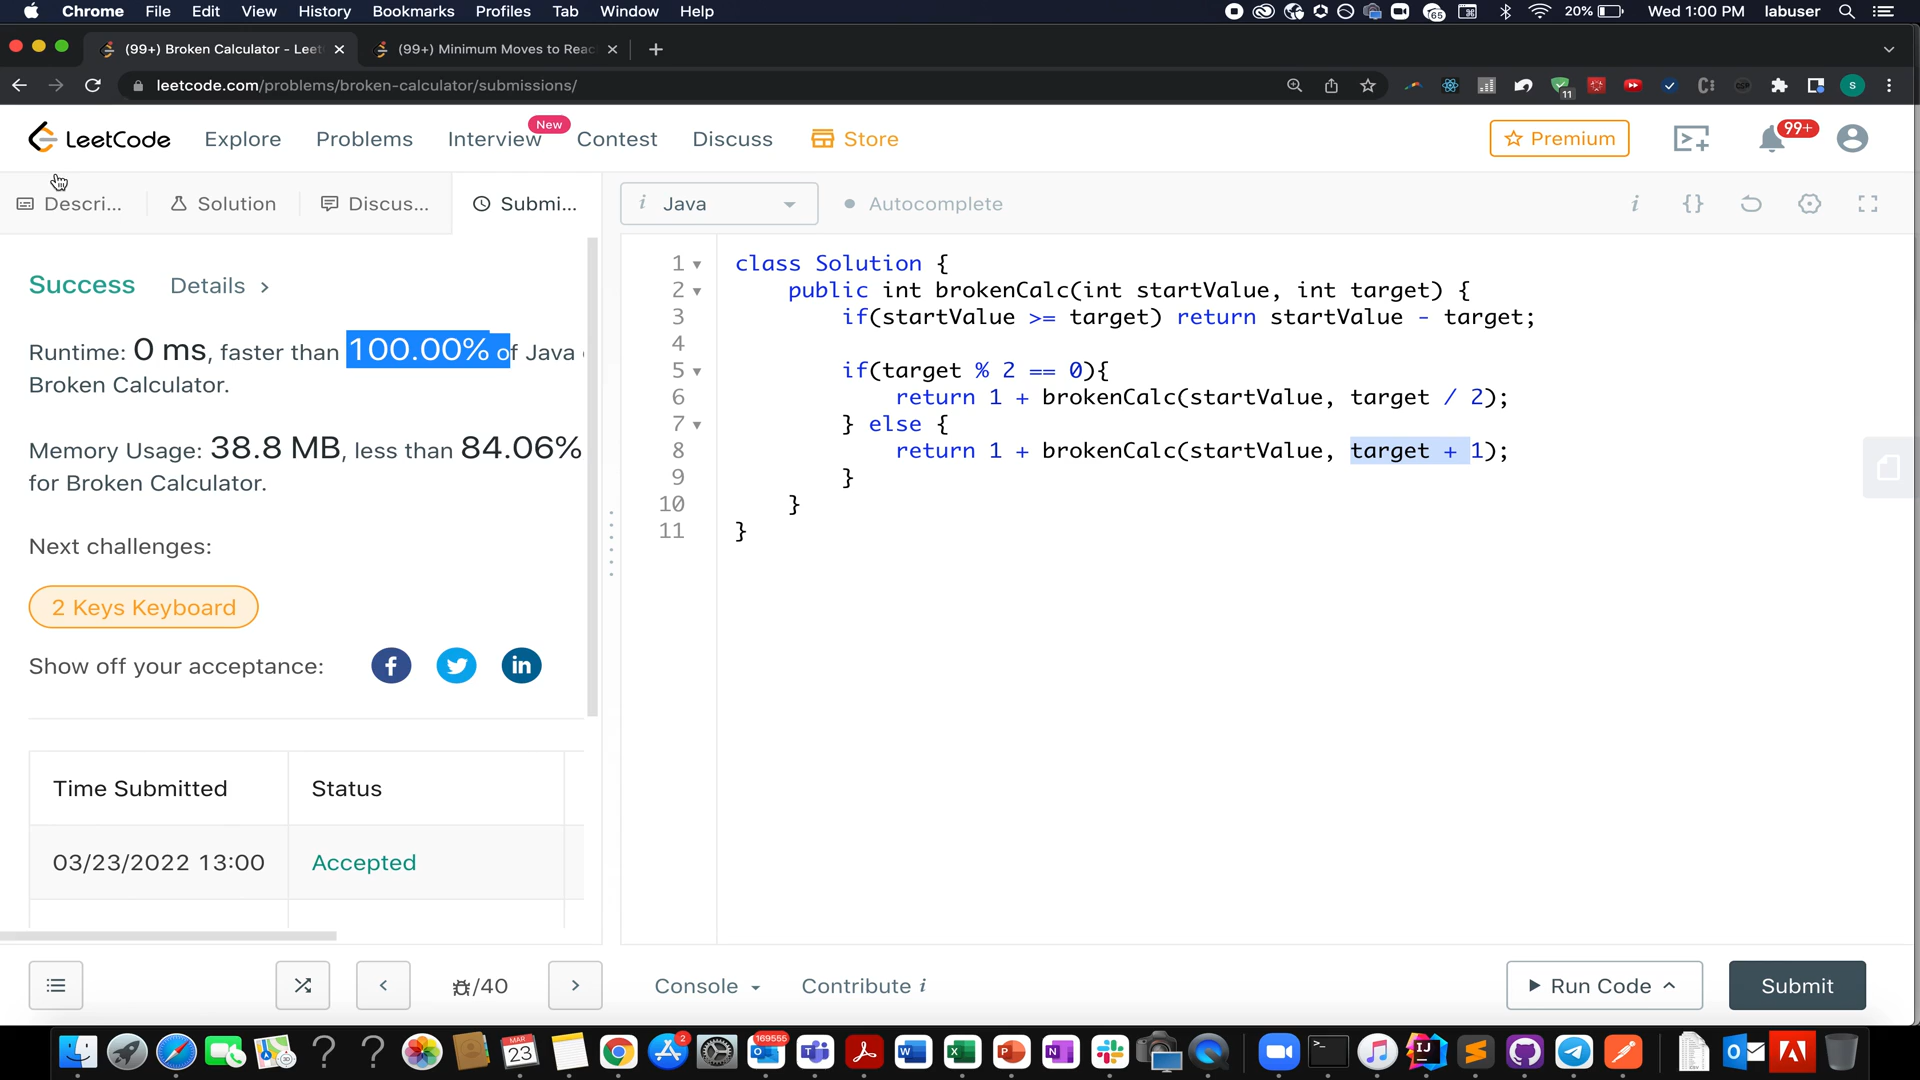 Chrome File Edit View History Bookmarks Profiles Tab Window Help
65 20% Wed 1:00 PM labuser
(99+) Broken Calculator - Leet
(99+) Minimum Moves to Reac
leetcode.com/problems/broken-calculator/submissions/
11
S
LeetCode Explore Problems Interview New Contest Discuss Store Premium 99+
Descri... Solution Discus... Submi...
i Java Autocomplete i {}
Success Details >
Runtime: 0 ms, faster than 100.00% of Java
Broken Calculator.
Memory Usage: 38.8 MB, less than 84.06%
for Broken Calculator.
Next challenges:
2 Keys Keyboard
Show off your acceptance:
Time Submitted Status
03/23/2022 13:00 Accepted
1 class Solution {
2 public int brokenCalc(int startValue, int target) {
3 if(startValue >= target) return startValue - target;
4
5 if(target % 2 == 0){
6 return 1 + brokenCalc(startValue, target / 2);
7 } else {
8 return 1 + brokenCalc(startValue, target + 1);
9 }
10 }
11 }
/40 Console Contribute i Run Code Submit
MAR 23
2
169555